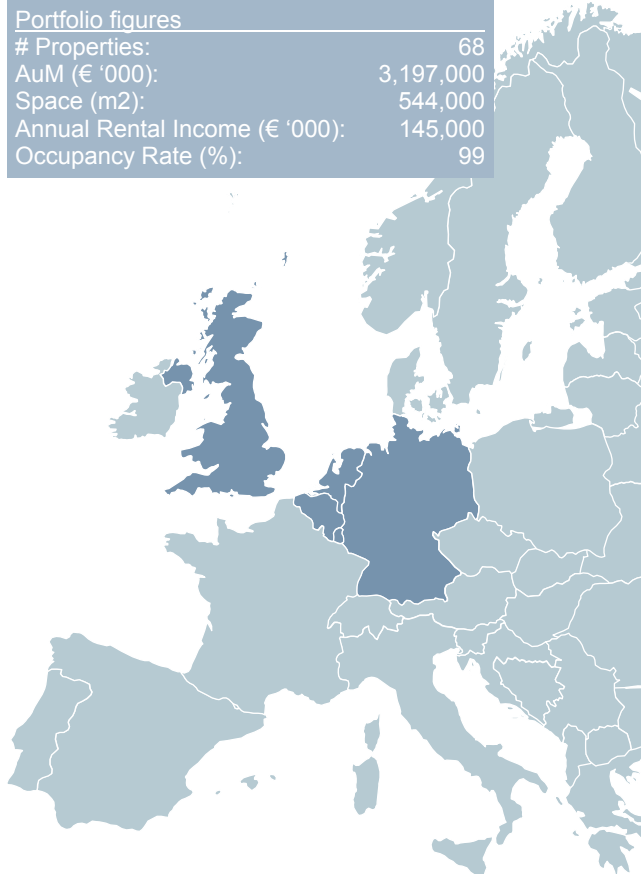 Portfolio figures
# Properties: 68
AuM (€ ‘000): 3,197,000
Space (m2): 544,000
Annual Rental Income (€ ‘000): 145,000
Occupancy Rate (%): 99